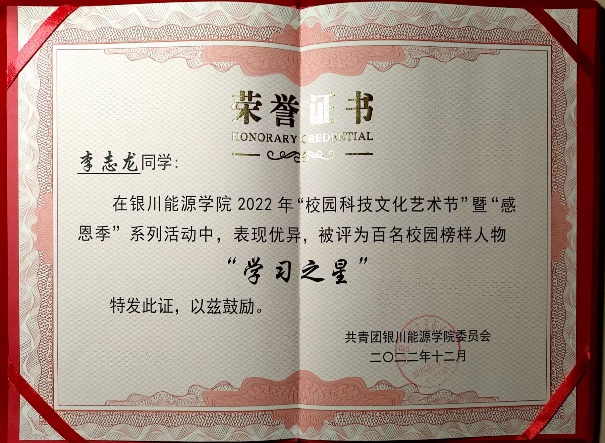 荣誉证书
HONORARY CREDENTIAL
李志龙同学：
在银川能源学院 2022 年“校园科技文化艺术节”暨“感
恩季”系列活动中，表现优异，被评为百名校园榜样人物
“学习之星”
特发此证，以兹鼓励。
共青团银川能源学院委员会
二〇二二年十二月